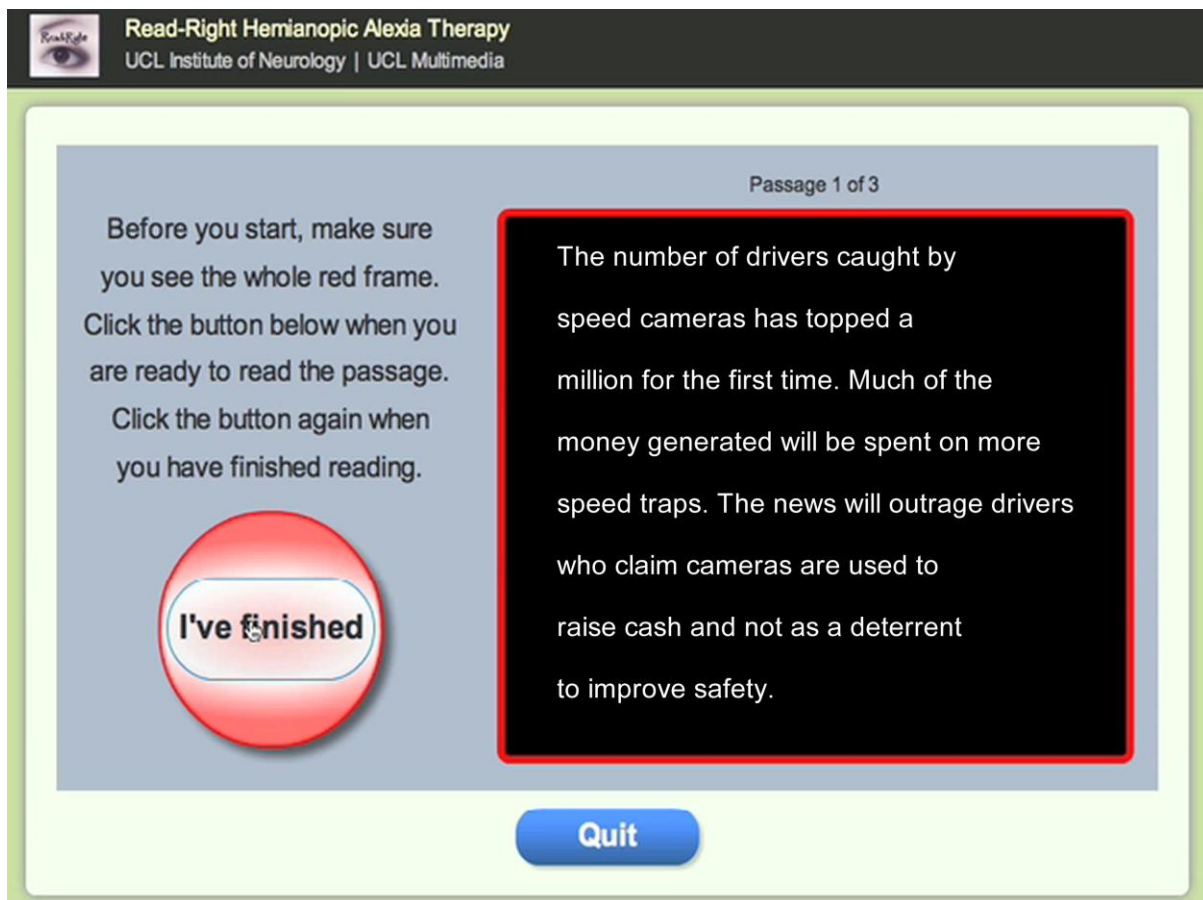 Read-Right
Read-Right Hemianopic Alexia Therapy
UCL Institute of Neurology | UCL Multimedia
Before you start, make sure
you see the whole red frame.
Click the button below when you
are ready to read the passage.
Click the button again when
you have finished reading.
I've finished
Passage 1 of 3
The number of drivers caught by
speed cameras has topped a
million for the first time. Much of the
money generated will be spent on more
speed traps. The news will outrage drivers
who claim cameras are used to
raise cash and not as a deterrent
to improve safety.
Quit